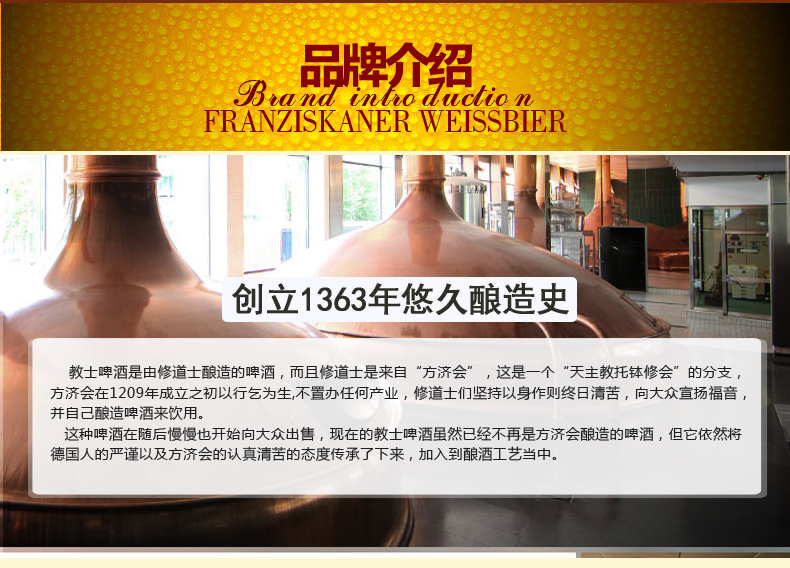 品牌介绍
Brand introduction
FRANZISKANER WEISSBIER
创立1363年悠久酿造史
教士啤酒是由修道士酿造的啤酒，而且修道士是来自“方济会”，这是一个“天主教托钵修会”的分支，
方济会在1209年成立之初以行乞为生,不置办任何产业，修道士们坚持以身作则终日清苦，向大众宣扬福音，
并自己酿造啤酒来饮用。
这种啤酒在随后慢慢也开始向大众出售，现在的教士啤酒虽然已经不再是方济会酿造的啤酒，但它依然将
德国人的严谨以及方济会的认真清苦的态度传承了下来，加入到酿酒工艺当中。